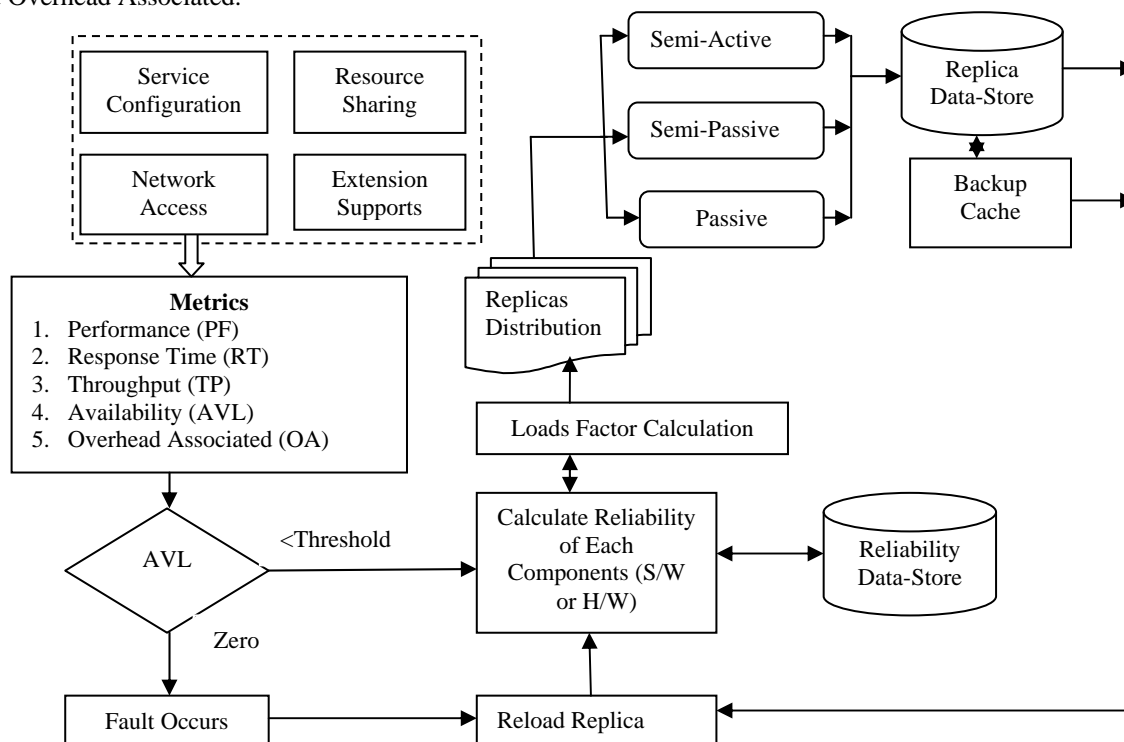 Overhead Associated.
Service
Configuration
Resource
Sharing
Network
Access
Extension
Supports
Semi-Active
Semi-Passive
Passive
Replica
Data-Store
Backup
Cache
Metrics
1. Performance (PF)
2. Response Time (RT)
3. Throughput (TP)
4. Availability (AVL)
5. Overhead Associated (OA)
Replicas
Distribution
Loads Factor Calculation
AVL
<Threshold
Zero
Calculate Reliability
of Each
Components (S/W
or H/W)
Reliability
Data-Store
Fault Occurs
Reload Replica